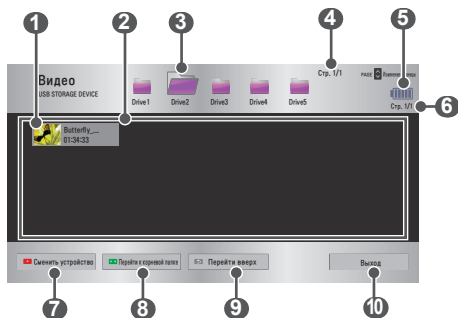 1
2
3
4
5
Видео
USB STORAGE DEVICE
Drive1
Drive2
Drive3
Drive4
Drive5
Стр. 1/1
PAGE
Стр. 1/1
6
Butterfly_...
01:34:33
Сменить устройство
Перейти к корневой папке
Перейти вверх
Выход
7
8
9
10